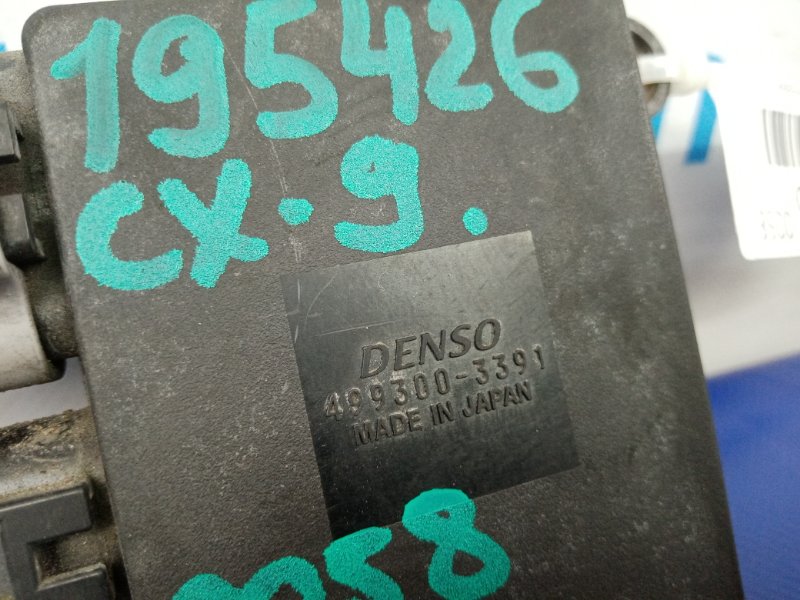 195426
CX-9.
DENSO
499300-3391
MADE IN JAPAN